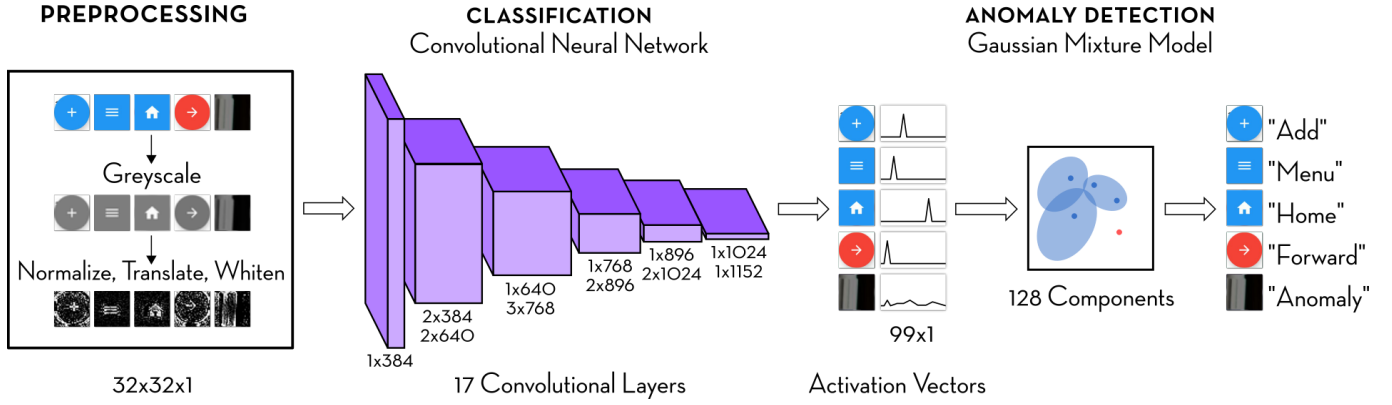 PREPROCESSING
Greyscale
Normalize, Translate, Whiten
32x32x1
CLASSIFICATION
Convolutional Neural Network
1x384
2x384
2x640
1x640
3x768
1x768
2x896
1x896
2x1024
1x1024
1x1152
17 Convolutional Layers
ANOMALY DETECTION
Gaussian Mixture Model
99x1
Activation Vectors
128 Components
"Add"
"Menu"
"Home"
"Forward"
"Anomaly"